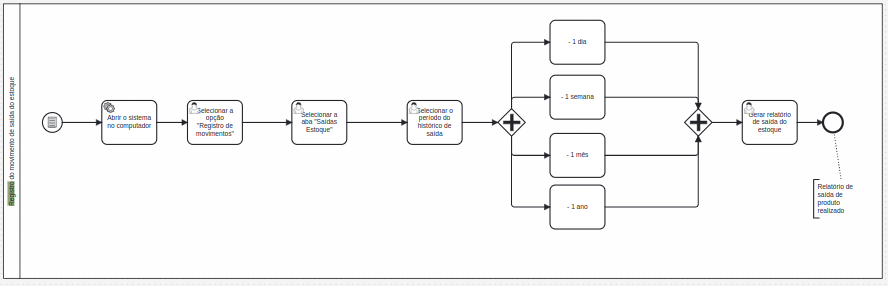 Registro do movimento de saída do estoque
Abrir o sistema
no computador
Selecionar a
opção
"Registro de
movimentos"
Selecionar a
aba "Saídas
Estoque"
Selecionar o
período do
histórico de
saída
- 1 dia
- 1 semana
- 1 mês
- 1 ano
Gerar relatório
de saída do
estoque
Relatório de
saída de
produto
realizado